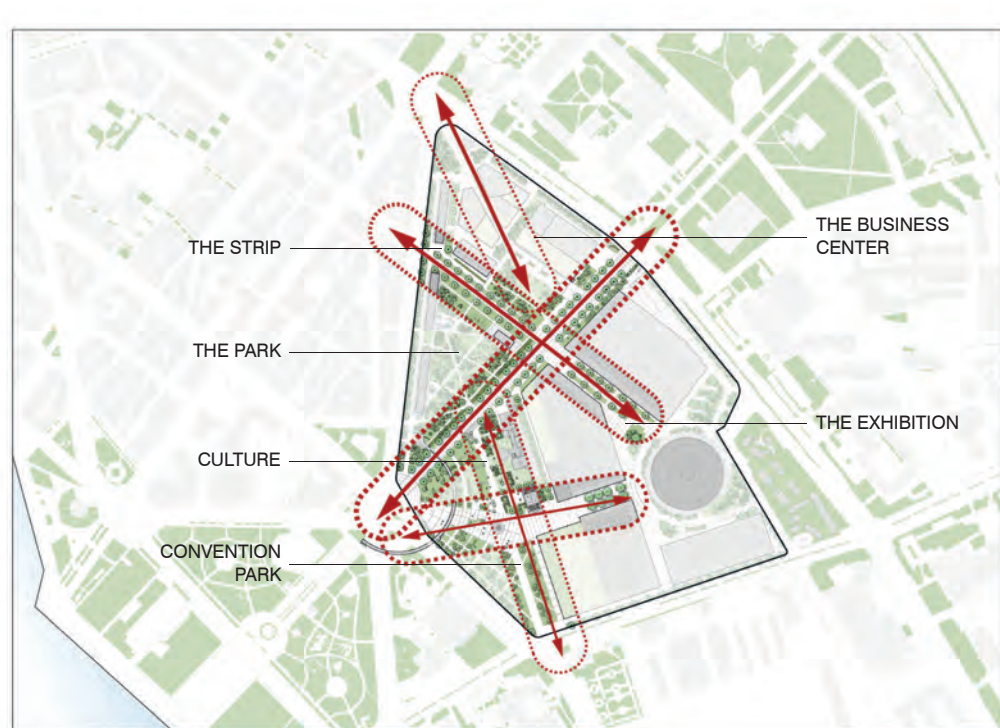 THE STRIP
THE BUSINESS
CENTER
THE PARK
THE EXHIBITION
CULTURE
CONVENTION
PARK